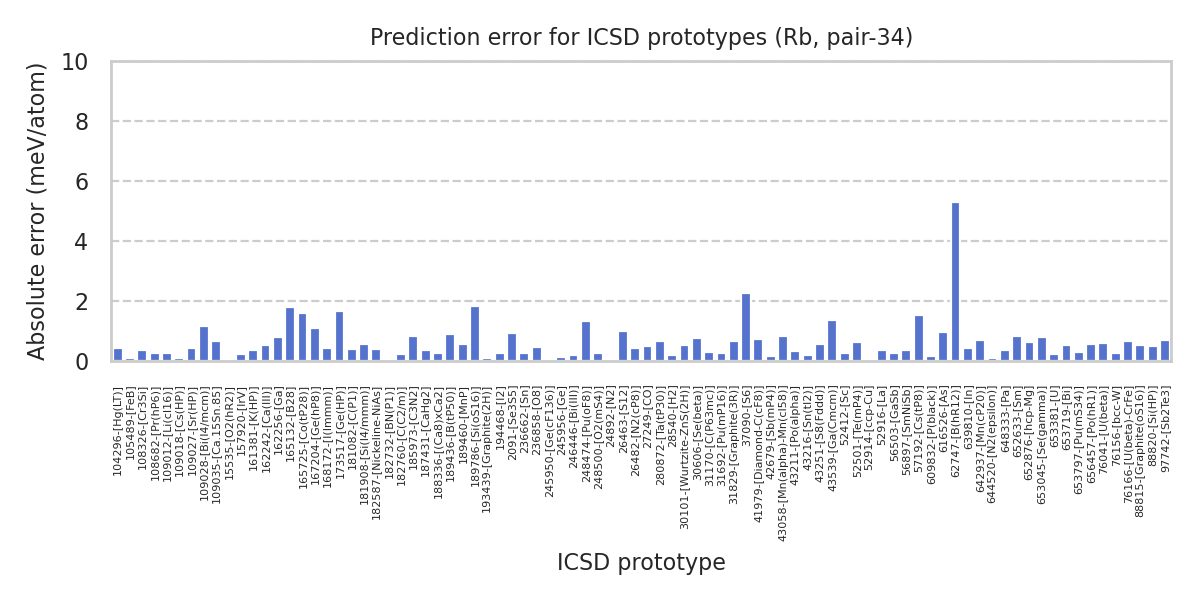 Prediction error for ICSD prototypes (Rb, pair-34)
Absolute error (meV/atom)
10
8
6
4
2
0
104296-[Hg(LT)]
105489-[FeB]
108326-[Cr3Si]
108682-[Pr(hP6)]
109012-[Li(cI16)]
109018-[Cs(HP)]
109027-[Sr(HP)]
109028-[Bi(I4/mcm)]
109035-[Ca.15Sn.85]
15535-[O2(hR2)]
157920-[IrV]
161381-[K(HP)]
162242-[Ca(III)]
162256-[Ga]
165132-[B28]
165725-[Co(tP28)]
167204-[Ge(hP8)]
168172-[I(Immm)]
173517-[Ge(HP)]
181082-[C(P1)]
181908-[Si(I4/mmm)]
182587-[Nickeline-NiAs]
182732-[BN(P1)]
182760-[C(C2/m)]
185973-[C3N2]
187431-[CaHg2]
188336-[(Ca8)xCa2]
189436-[B(tP50)]
189460-[MnP]
189786-[Si(oS16)]
193439-[Graphite(2H)]
194468-[I2]
2091-[Se3S5]
236662-[Sn]
236858-[O8]
245950-[Ge(cF136)]
245956-[Ge]
246446-[Bi(III)]
248474-[Pu(oF8)]
248500-[O2(mS4)]
24892-[N2]
26463-[S12]
26482-[N2(cP8)]
27249-[CO]
280872-[Ta(tP30)]
28540-[H2]
30101-[Wurtzite-ZnS(2H)]
30606-[Se(beta)]
31170-[C(P63mc)]
31692-[Pu(mP16)]
31829-[Graphite(3R)]
37090-[S6]
41979-[Diamond-C(cF8)]
42679-[Sb(mP4)]
43058-[Mn(alpha)-Mn(cI58)]
43211-[Po(alpha)]
43216-[Sn(tI2)]
43251-[S8(Fddd)]
43539-[Ga(Cmcm)]
52412-[Sc]
52501-[Te(mP4)]
52914-[ccp-Cu]
52916-[La]
56503-[GaSb]
56897-[SmNiSb]
57192-[Cs(tP8)]
609832-[P(black)]
616526-[As]
62747-[B(hR12)]
639810-[In]
642937-[Mn(cP20)]
644520-[N2(epsilon)]
648333-[Pa]
652633-[Sm]
652876-[hcp-Mg]
653045-[Se(gamma)]
653381-[U]
653719-[Bi]
653797-[Pu(mS34)]
656457-[Po(hR1)]
76041-[U(beta)]
76156-[bcc-W]
76166-[U(beta)-CrFe]
88815-[Graphite(oS16)]
88820-[Si(HP)]
97742-[Sb2Te3]
ICSD prototype